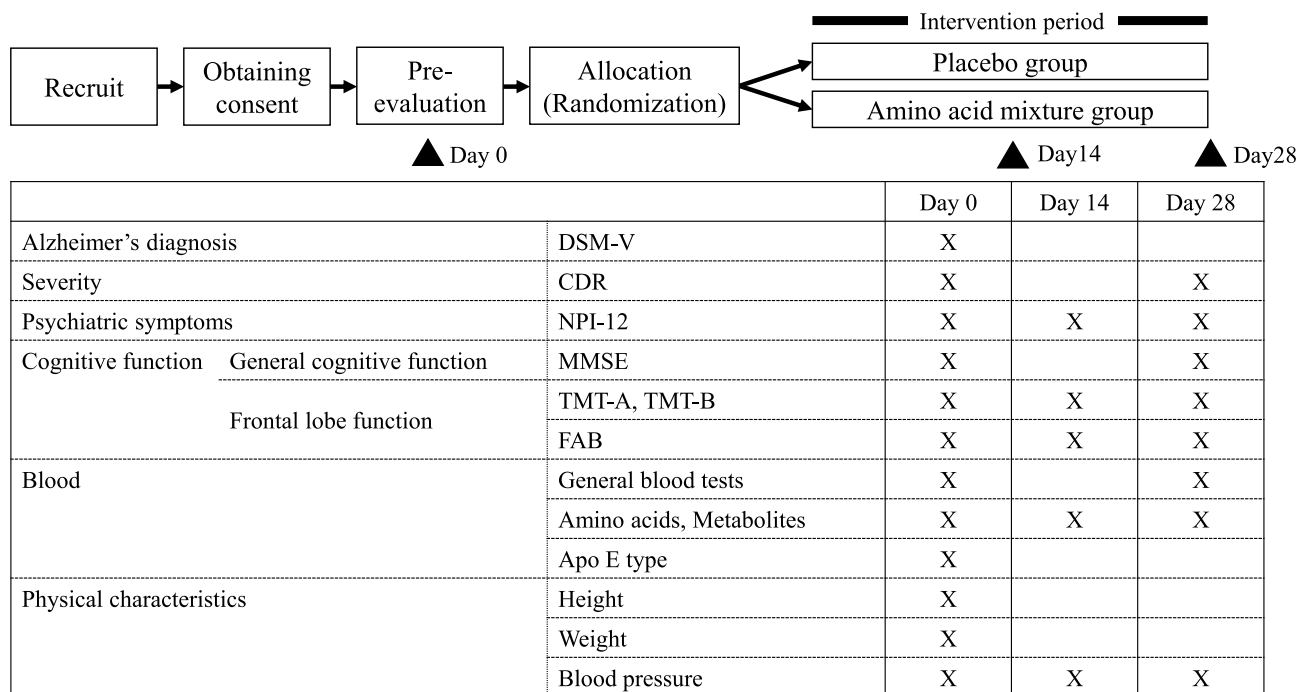 Intervention period
Recruit
Obtaining
consent
Pre-
evaluation
Allocation
(Randomization)
Placebo group
Amino acid mixture group
Day 0
Day14
Day28
Day 0 Day 14 Day 28
Alzheimer's diagnosis DSM-V X
Severity CDR X X
Psychiatric symptoms NPI-12 X X X
Cognitive function General cognitive function MMSE X X
Frontal lobe function
TMT-A, TMT-B X X X
FAB X X X
Blood General blood tests X X
Amino acids, Metabolites X X X
Apo E type X
Physical characteristics Height X
Weight X
Blood pressure X X X